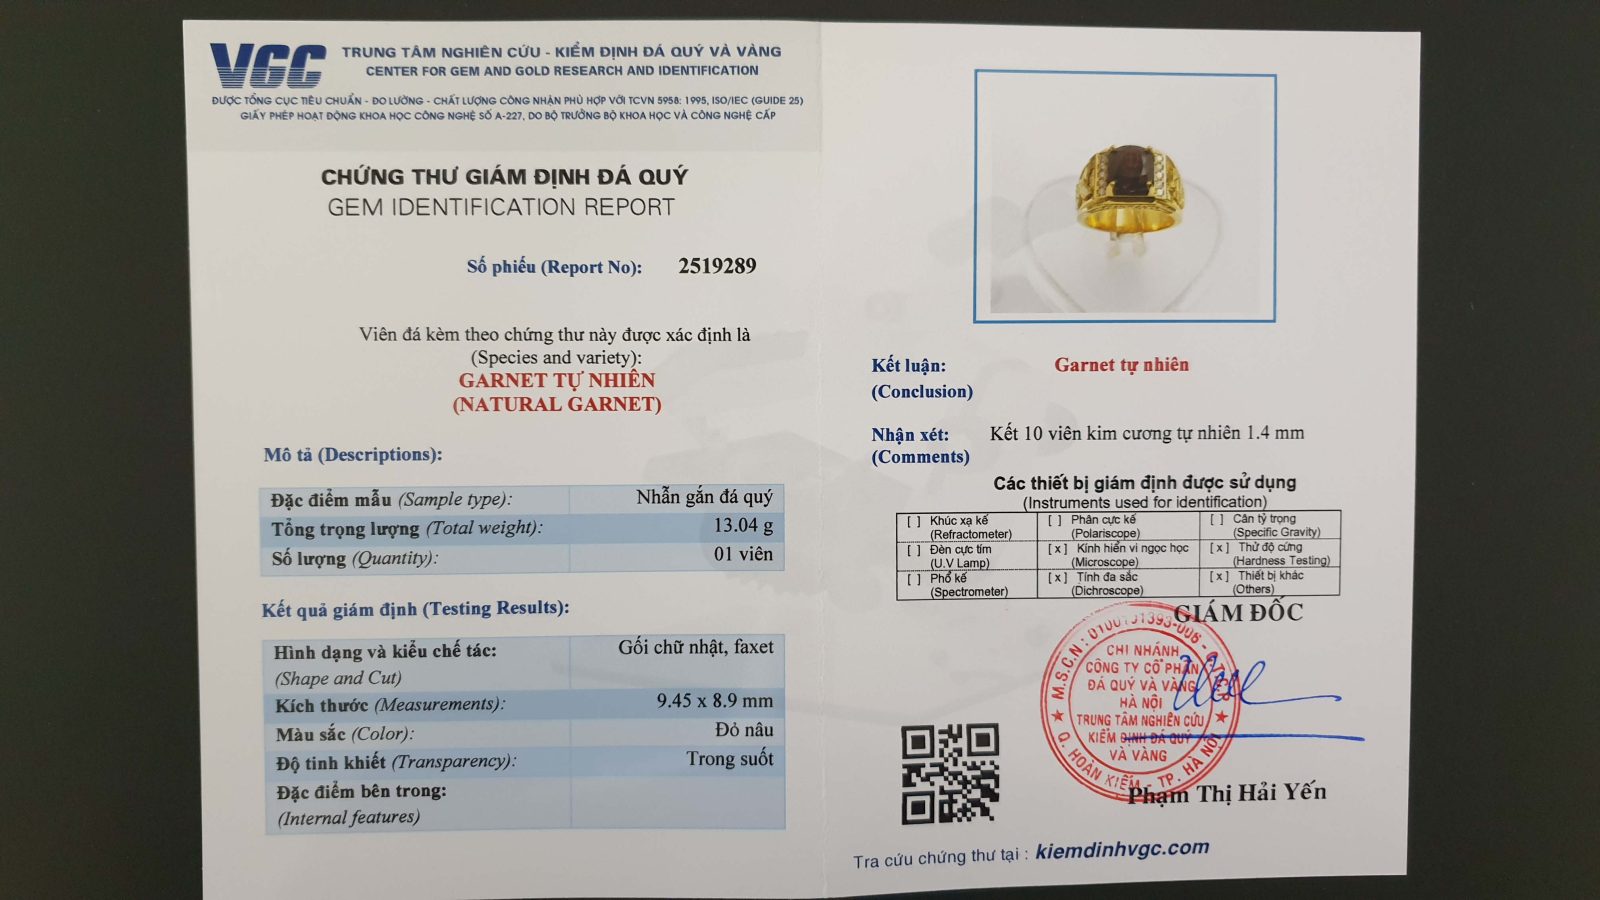 VGC
TRUNG TÂM NGHIÊN CỨU - KIỂM ĐỊNH ĐÁ QUÝ VÀ VÀNG
CENTER FOR GEM AND GOLD RESEARCH AND IDENTIFICATION
ĐƯỢC TỔNG CỤC TIÊU CHUẨN - ĐO LƯỜNG - CHẤT LƯỢNG CÔNG NHẬN PHÙ HỢP VỚI TCVN 5958: 1995, ISO/IEC (GUIDE 25)
GIẤY PHÉP HOẠT ĐỘNG KHOA HỌC CÔNG NGHỆ SỐ A-227, DO BỘ TRƯỞNG BỘ KHOA HỌC VÀ CÔNG NGHỆ CẤP
CHỨNG THƯ GIÁM ĐỊNH ĐÁ QUÝ
GEM IDENTIFICATION REPORT
Số phiếu (Report No): 2519289
Viên đá kèm theo chứng thư này được xác định là
(Species and variety):
GARNET TỰ NHIÊN
(NATURAL GARNET)
Mô tả (Descriptions):
Đặc điểm mẫu (Sample type): Nhẫn gắn đá quý
Tổng trọng lượng (Total weight): 13.04 g
Số lượng (Quantity): 01 viên
Kết quả giám định (Testing Results):
Hình dạng và kiểu chế tác: Gối chữ nhật, faxet
(Shape and Cut)
Kích thước (Measurements): 9.45 x 8.9 mm
Màu sắc (Color): Đỏ nâu
Độ tinh khiết (Transparency): Trong suốt
Đặc điểm bên trong:
(Internal features)
Kết luận: Garnet tự nhiên
(Conclusion)
Nhận xét: Kết 10 viên kim cương tự nhiên 1.4 mm
(Comments)
Các thiết bị giám định được sử dụng
(Instruments used for identification)
[ ] Khúc xạ kế [ ] Phân cực kế [ ] Cân tỷ trọng
(Refractometer) (Polariscope) (Specific Gravity)
[ ] Đèn cực tím [x] Kính hiển vi ngọc học [x] Thử độ cứng
(U.V Lamp) (Microscope) (Hardness Testing)
[ ] Phổ kế [x] Tính đa sắc [x] Thiết bị khác
(Spectrometer) (Dichroscope) (Others)
GIÁM ĐỐC
CHI NHÁNH
CÔNG TY CỔ PHẦN
ĐÁ QUÝ VÀ VÀNG
HÀ NỘI
TRUNG TÂM NGHIÊN CỨU
KIỂM ĐỊNH ĐÁ QUÝ
VÀ VÀNG
Q. HOÀN KIẾM - TP. HÀ NỘI
Phạm Thị Hải Yến
Tra cứu chứng thư tại : kiemdinhvgc.com